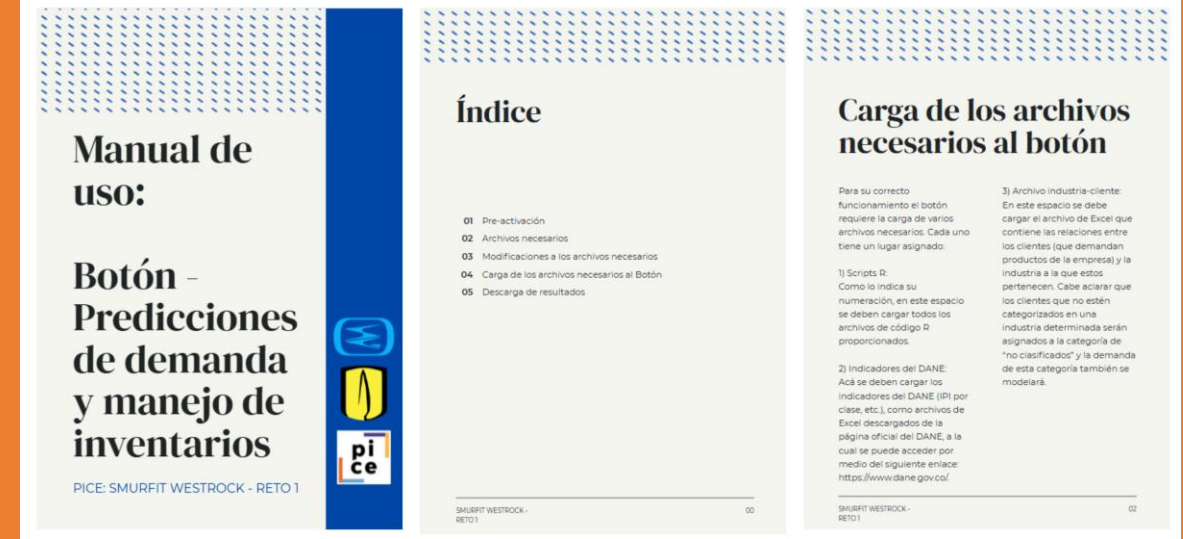 Manual de
uso:
Botón -
Predicciones
de demanda
y manejo de
inventarios
PICE: SMURFIT WESTROCK - RETO 1
pi
ce
Índice
01 Pre-activación
02 Archivos necesarios
03 Modificaciones a los archivos necesarios
04 Carga de los archivos necesarios al Botón
05 Descarga de resultados
SMURFIT WESTROCK -
RETO 1
00
Carga de los archivos
necesarios al botón
Para su correcto
funcionamiento el botón
requiere la carga de varios
archivos necesarios. Cada uno
tiene un lugar asignado:
1) Scripts R:
Como lo indica su
numeración, en este espacio
se deben cargar todos los
archivos de código R
proporcionados.
2) Indicadores del DANE:
Acá se deben cargar los
indicadores del DANE (IPI por
clase, etc.), como archivos de
Excel descargados de la
página oficial del DANE, a la
cual se puede acceder por
medio del siguiente enlace:
https://www.dane.gov.co/.
3) Archivo industria-cliente:
En este espacio se debe
cargar el archivo de Excel que
contiene las relaciones entre
los clientes (que demandan
productos de la empresa) y la
industria a la que estos
pertenecen. Cabe aclarar que
los clientes que no estén
categorizados en una
industria determinada serán
asignados a la categoría de
"no clasificados" y la demanda
de esta categoría también se
modelará.
SMURFIT WESTROCK -
RETO 1
02